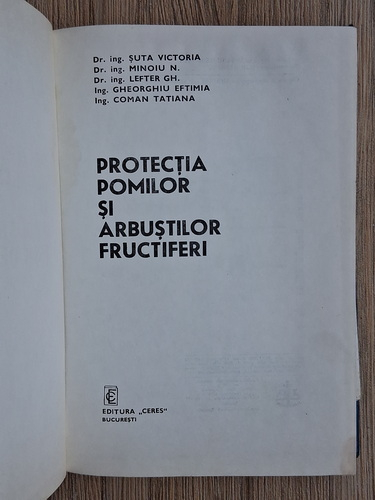 Dr. ing. ŞUTA VICTORIA
Dr. ing. MINOIU N.
Dr. ing. LEFTER GH.
Ing. GHEORGHIU EFTIMIA
Ing. COMAN TATIANA
PROTECŢIA
POMILOR
ŞI
ARBUŞTILOR
FRUCTIFERI
EDITURA „CERES"
BUCUREŞTI